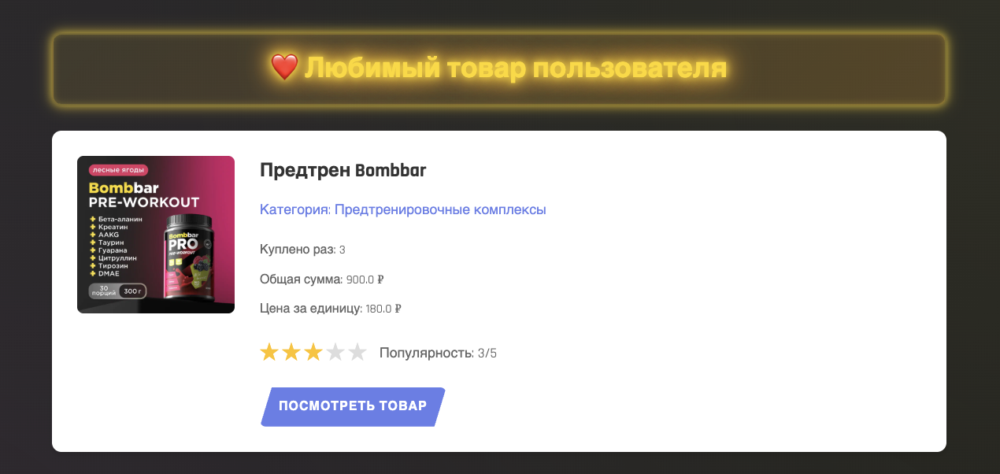 ❤️ Любимый товар пользователя
лесные ягоды
Bombbar
PRE-WORKOUT
Бета-аланин
Креатин
AAKG
Таурин
Гуарана
Цитруллин
Тирозин
DMAE
30
порций
300 г
Bombbar
PRO
PRE-WORKOUT
Предтрен Bombbar
Категория: Предтренировочные комплексы
Куплено раз: 3
Общая сумма: 900.0 ₽
Цена за единицу: 180.0 ₽
Популярность: 3/5
ПОСМОТРЕТЬ ТОВАР